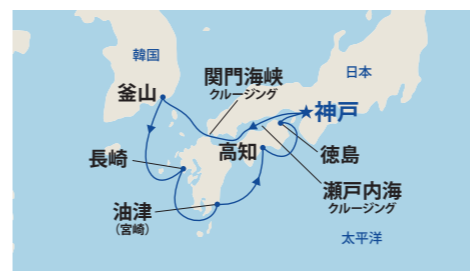 韓国
釜山
関門海峡
クルージング
日本
★神戸
長崎
高知
徳島
瀬戸内海
クルージング
油津
(宮崎)
太平洋